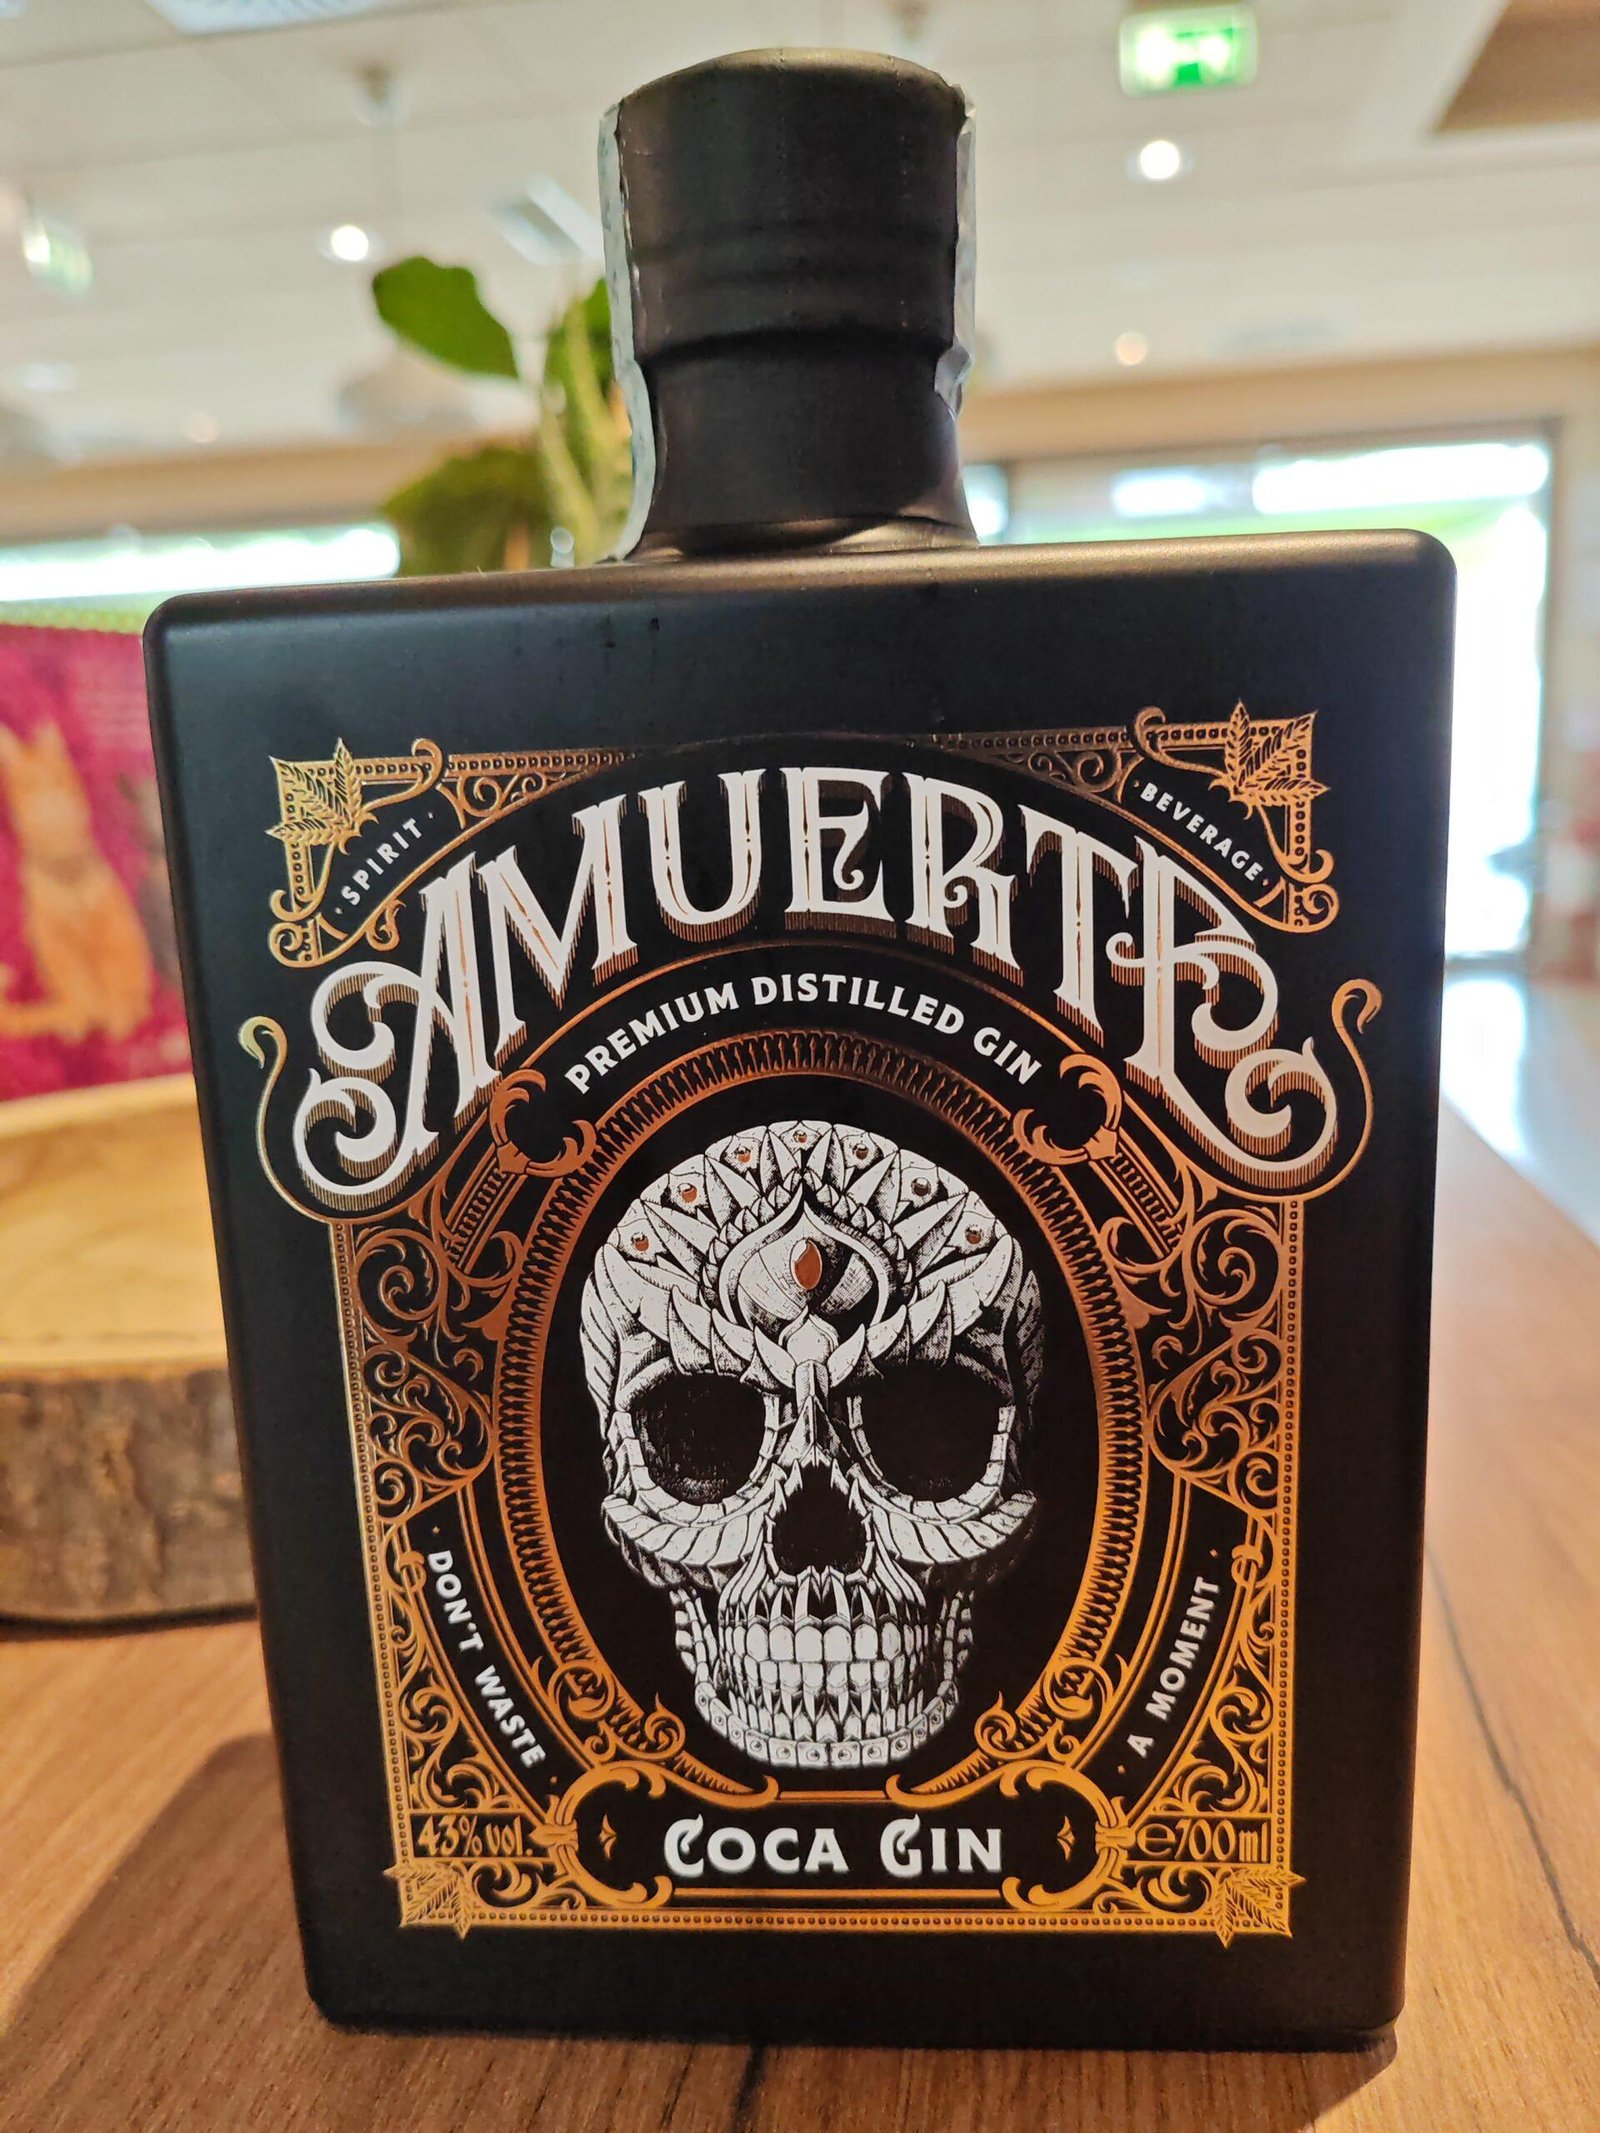 · SPIRIT ·
· BEVERAGE ·
AMUERTE
PREMIUM DISTILLED GIN
· DON'T WASTE ·
· A MOMENT ·
43% vol.
COCA GIN
e700ml